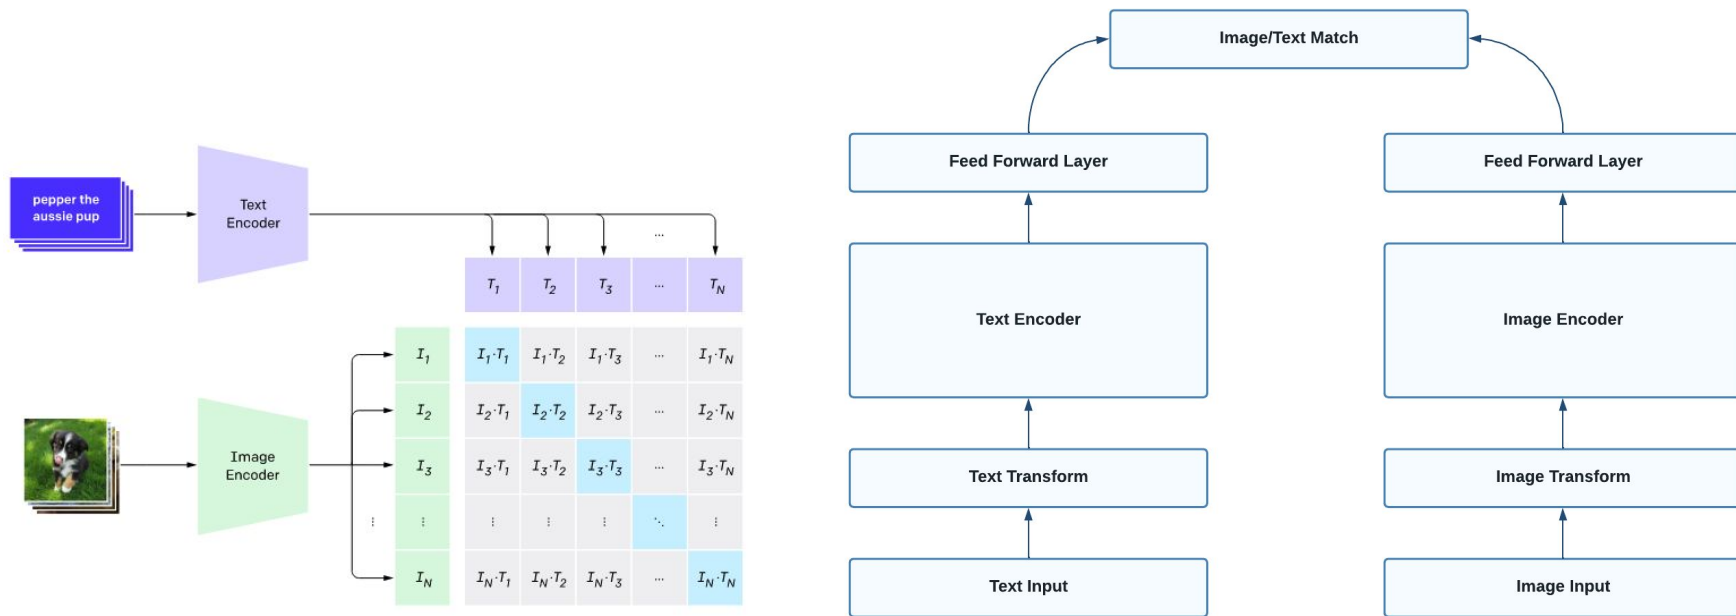 pepper the
aussie pup
Text
Encoder
...
T1 T2 T3 ... TN
Image
Encoder
I1 I1·T1 I1·T2 I1·T3 ... I1·TN
I2 I2·T1 I2·T2 I2·T3 ... I2·TN
I3 I3·T1 I3·T2 I3·T3 ... I3·TN
⋮ ⋮ ⋮ ⋮ ⋮ ⋱ ⋮
IN IN·T1 IN·T2 IN·T3 ... IN·TN
Image/Text Match
Feed Forward Layer
Text Encoder
Text Transform
Text Input
Feed Forward Layer
Image Encoder
Image Transform
Image Input